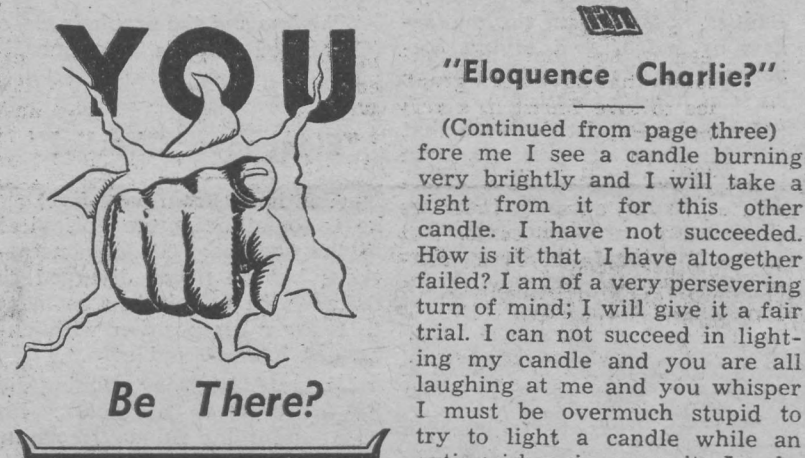 YOU
Be There?
"Eloquence Charlie?"
(Continued from page three)
fore me I see a candle burning
very brightly and I will take a
light from it for this other
candle. I have not succeeded.
How is it that I have altogether
failed? I am of a very persevering
turn of mind; I will give it a fair
trial. I can not succeed in light-
ing my candle and you are all
laughing at me and you whisper
I must be overmuch stupid to
try to light a candle while an